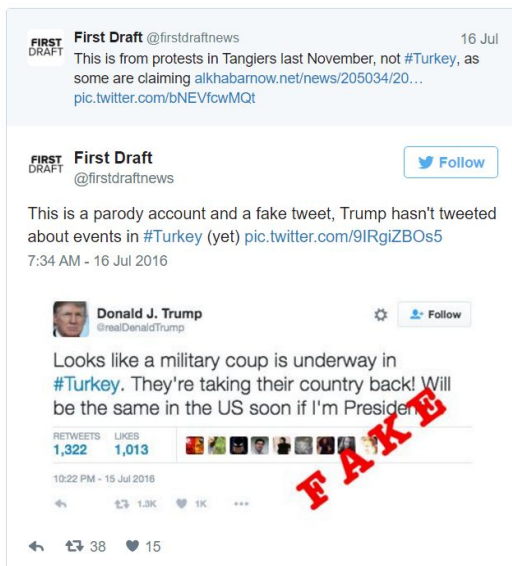 FIRST DRAFT
First Draft @firstdraftnews 16 Jul
This is from protests in Tangiers last November, not #Turkey, as
some are claiming alkhabarnow.net/news/205034/20…
pic.twitter.com/bNEVfcwMQt
FIRST DRAFT
First Draft
@firstdraftnews
Follow
This is a parody account and a fake tweet, Trump hasn't tweeted
about events in #Turkey (yet) pic.twitter.com/9IRgiZBOs5
7:34 AM - 16 Jul 2016
Donald J. Trump
@realDenaldTrump
Follow
Looks like a military coup is underway in
#Turkey. They're taking their country back! Will
be the same in the US soon if I'm President
FAKE
RETWEETS LIKES
1,322 1,013
10:22 PM - 15 Jul 2016
1.3K 1K
38 15